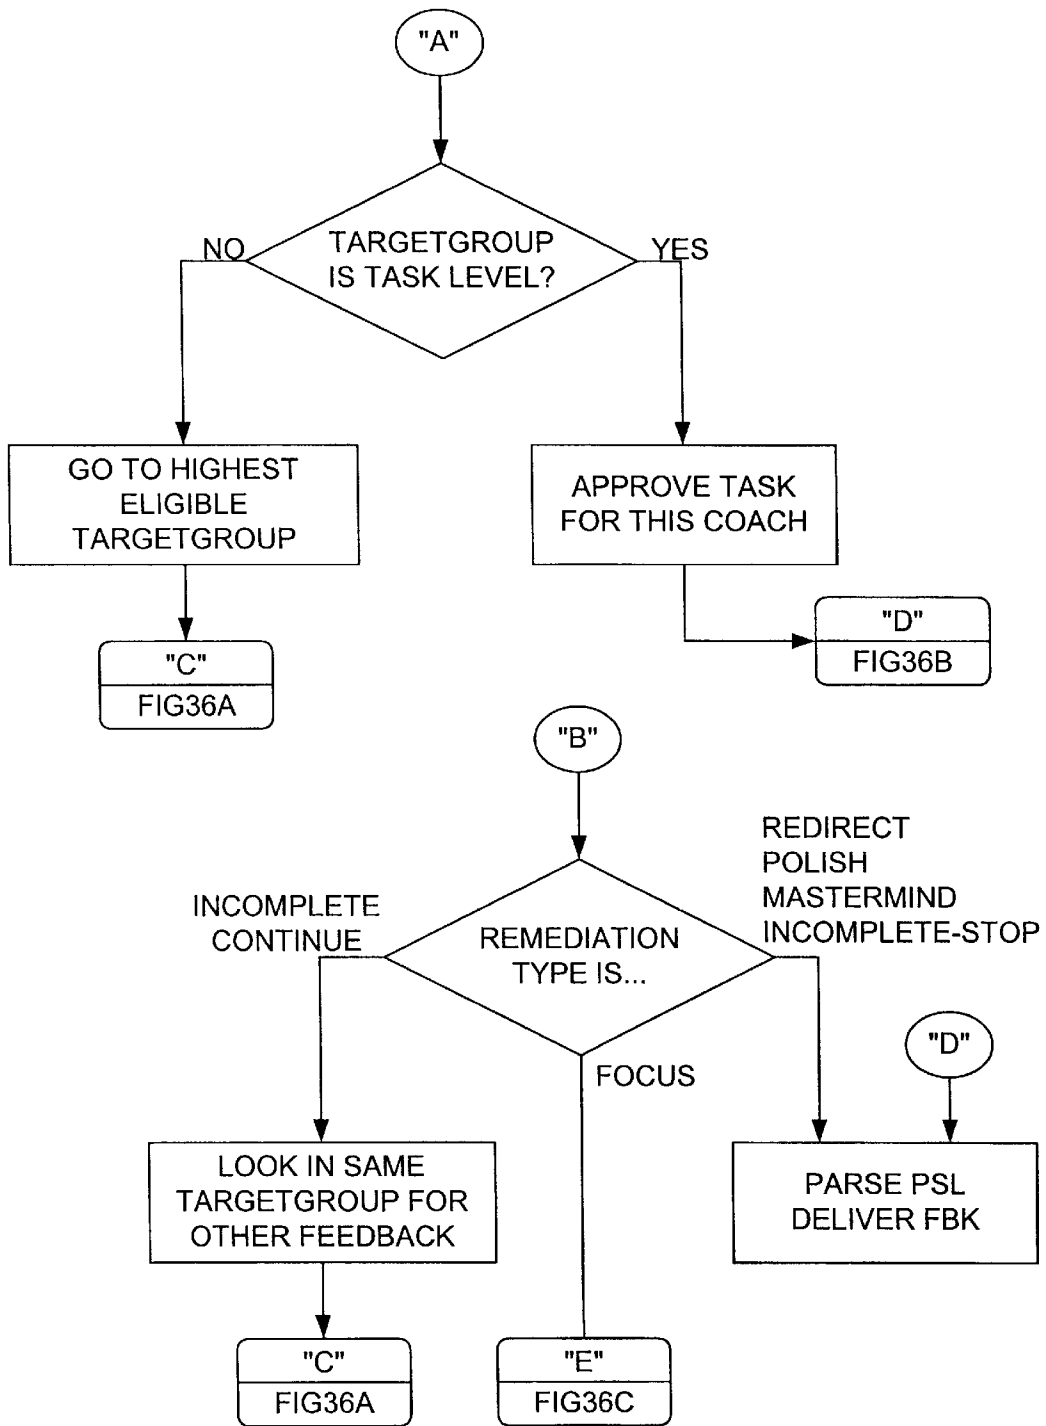 "A"
TARGETGROUP
IS TASK LEVEL?
NO
YES
GO TO HIGHEST
ELIGIBLE
TARGETGROUP
APPROVE TASK
FOR THIS COACH
"C"
FIG36A
"D"
FIG36B
"B"
REMEDIATION
TYPE IS...
INCOMPLETE
CONTINUE
REDIRECT
POLISH
MASTERMIND
INCOMPLETE-STOP
FOCUS
"D"
LOOK IN SAME
TARGETGROUP FOR
OTHER FEEDBACK
PARSE PSL
DELIVER FBK
"C"
FIG36A
"E"
FIG36C